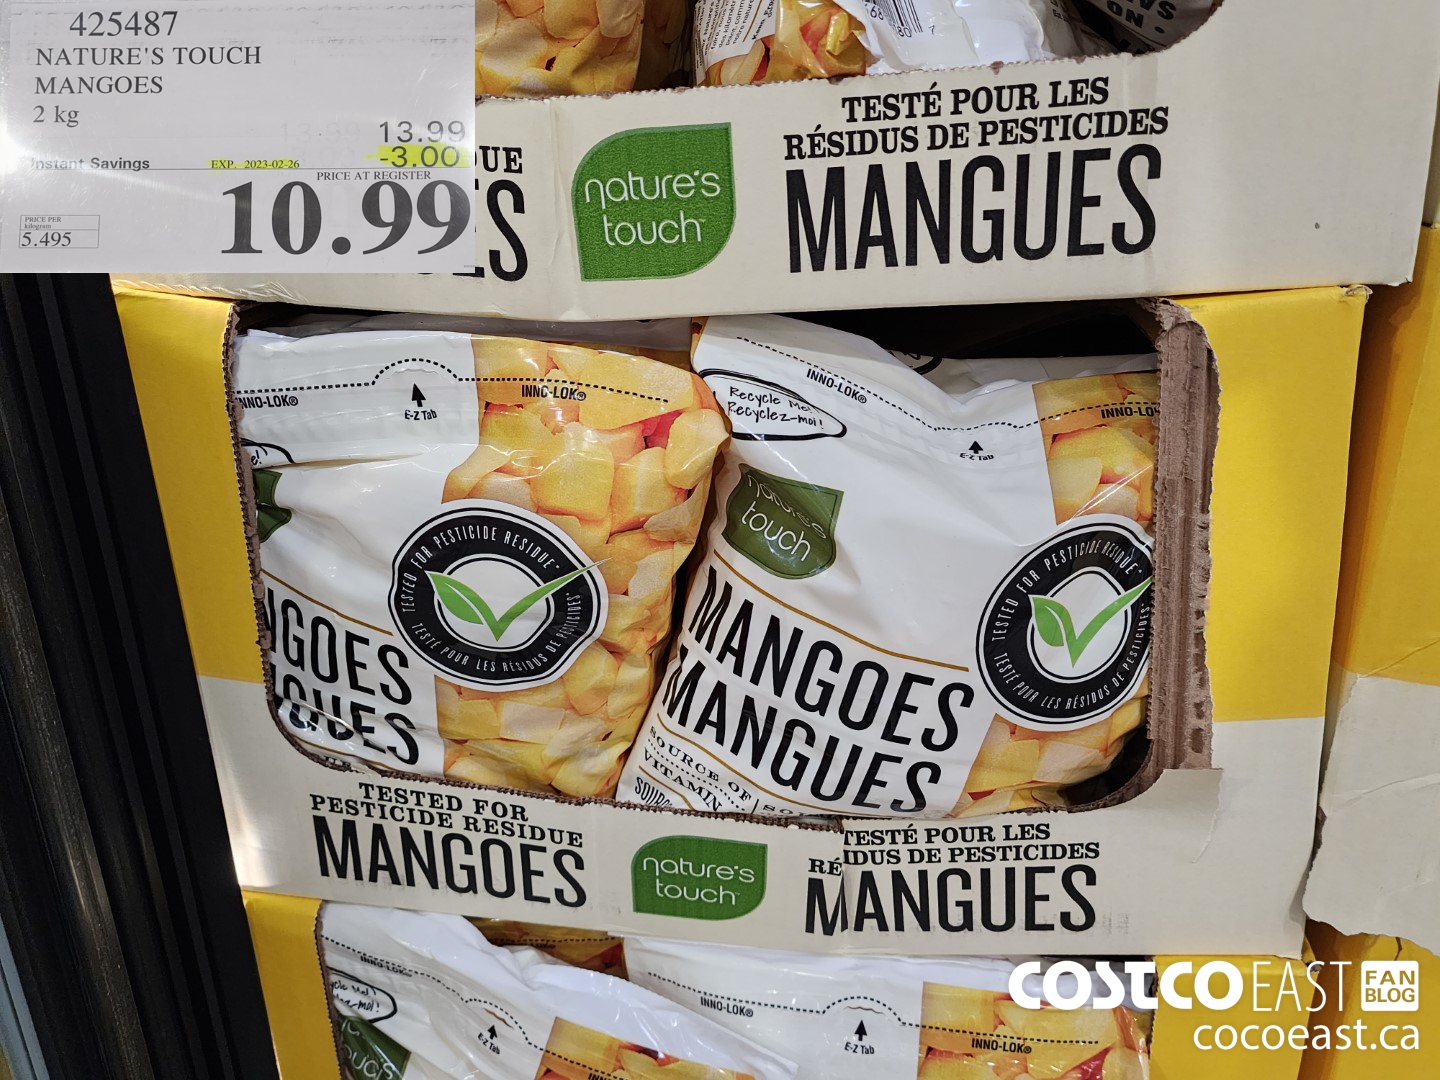 425487
NATURE'S TOUCH
MANGOES
2 kg
13.99
Instant Savings EXP. 2023-02-26 -3.00
PRICE AT REGISTER
10.99
PRICE PER
kilogram
5.495
TESTÉ POUR LES
RÉSIDUS DE PESTICIDES
MANGUES
nature's
touch
INNO-LOK®
E-Z Tab
INNO-LOK®
TESTED FOR PESTICIDE RESIDUE
TESTÉ POUR LES RÉSIDUS DE PESTICIDES
Recycle Me!
Recyclez-moi!
INNO-LOK®
E-Z Tab
nature's
touch
MANGOES
MANGUES
SOURCE OF
VITAMIN
TESTED FOR PESTICIDE RESIDUE
TESTÉ POUR LES RÉSIDUS DE PESTICIDES
TESTED FOR
PESTICIDE RESIDUE
MANGOES
nature's
touch
TESTÉ POUR LES
RÉSIDUS DE PESTICIDES
MANGUES
INNO-LOK®
E-Z Tab
INNO-LOK®
E-Z Tab
INNO-LOK®
COSTCO EAST FAN
BLOG
cocoeast.ca